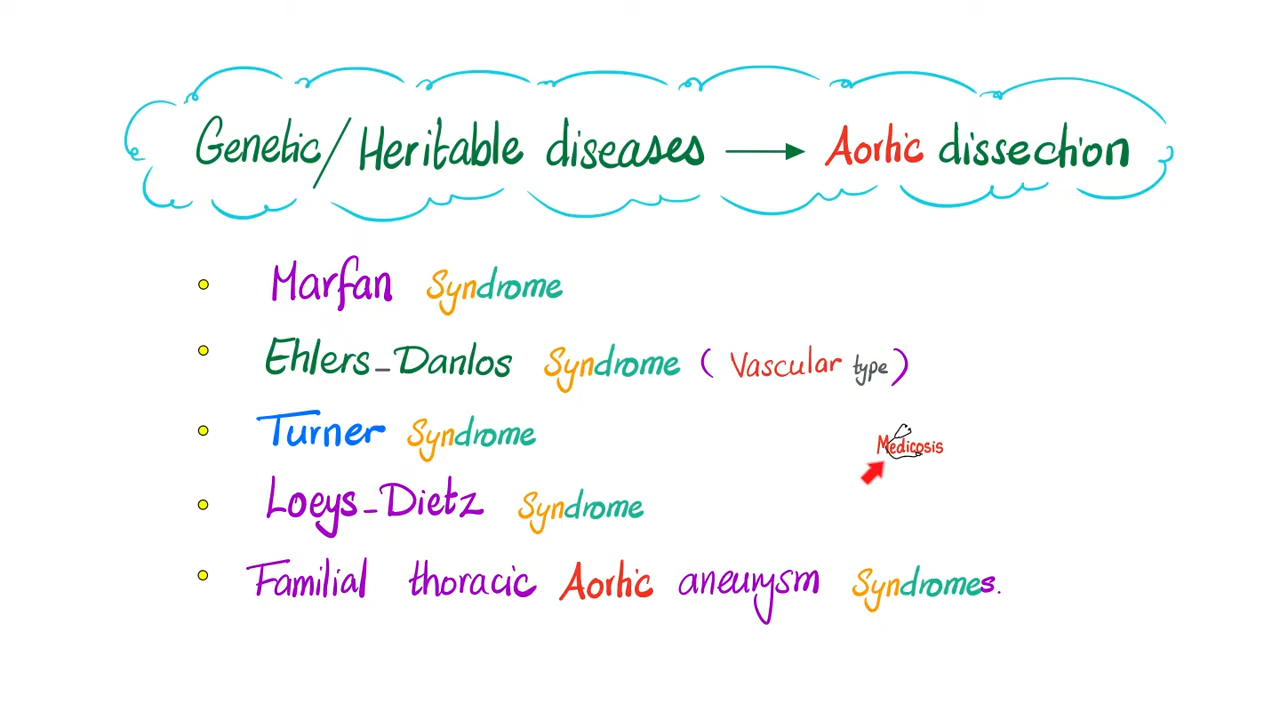 Genetic/Heritable diseases → Aortic dissection
• Marfan Syndrome
• Ehlers-Danlos Syndrome (Vascular type)
• Turner Syndrome
Medicosis
• Loeys-Dietz Syndrome
• Familial thoracic Aortic aneurysm Syndromes.